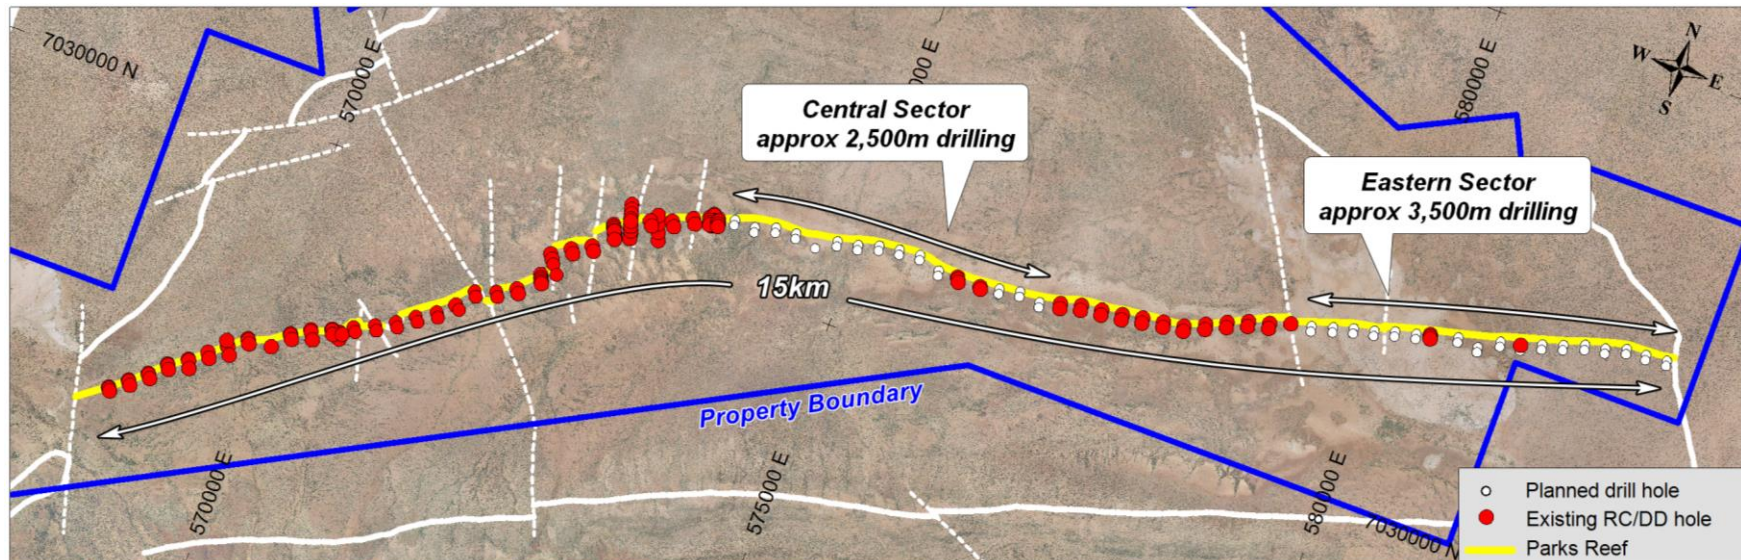 7030000 N
570000 E
000 E
580000 E
N
W
E
S
Central Sector
approx 2,500m drilling
Eastern Sector
approx 3,500m drilling
15km
Property Boundary
570000 E
575000 E
580000 E
7030000 N
Planned drill hole
Existing RC/DD hole
Parks Reef